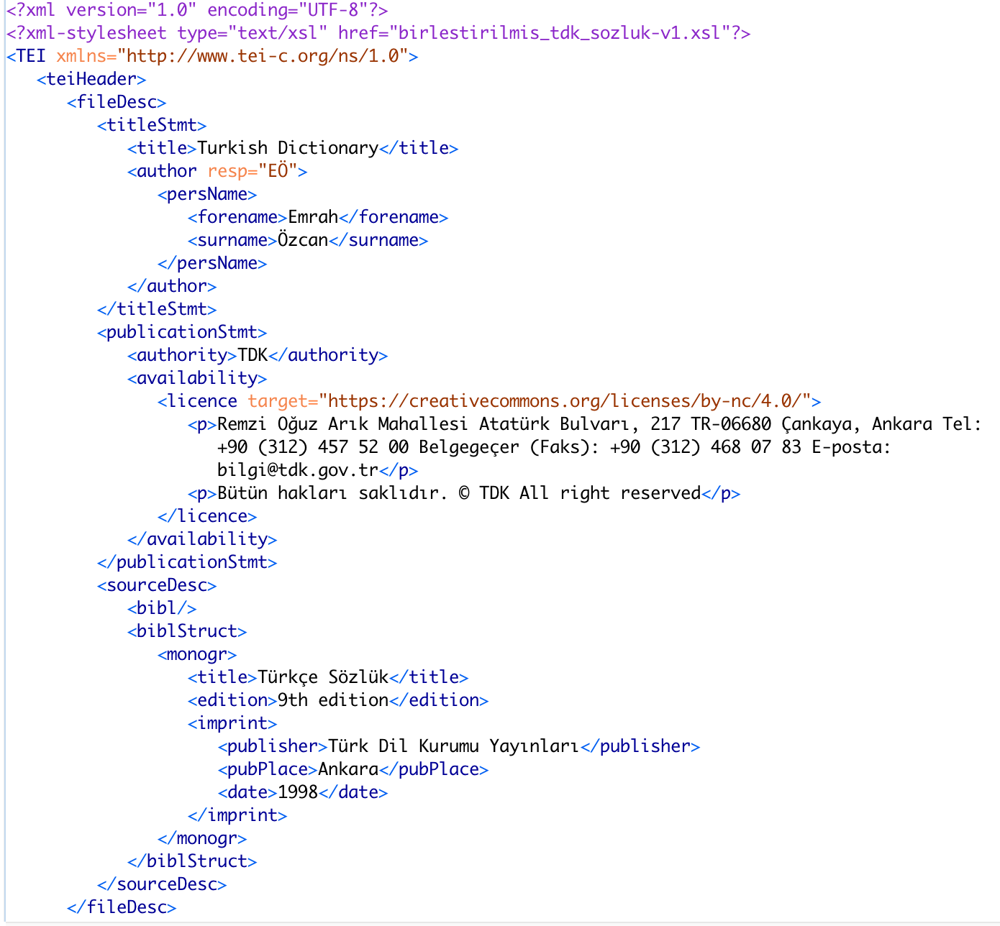 <?xml version="1.0" encoding="UTF-8"?>
<?xml-stylesheet type="text/xsl" href="birlestirilmis_tdk_sozluk-v1.xsl"?>
<TEI xmlns="http://www.tei-c.org/ns/1.0">
<teiHeader>
<fileDesc>
<titleStmt>
<title>Turkish Dictionary</title>
<author resp="EÖ">
<persName>
<forename>Emrah</forename>
<surname>Özcan</surname>
</persName>
</author>
</titleStmt>
<publicationStmt>
<authority>TDK</authority>
<availability>
<licence target="https://creativecommons.org/licenses/by-nc/4.0/">
<p>Remzi Oğuz Arık Mahallesi Atatürk Bulvarı, 217 TR-06680 Çankaya, Ankara Tel:
+90 (312) 457 52 00 Belgegeçer (Faks): +90 (312) 468 07 83 E-posta:
bilgi@tdk.gov.tr</p>
<p>Bütün hakları saklıdır. © TDK All right reserved</p>
</licence>
</availability>
</publicationStmt>
<sourceDesc>
<bibl/>
<biblStruct>
<monogr>
<title>Türkçe Sözlük</title>
<edition>9th edition</edition>
<imprint>
<publisher>Türk Dil Kurumu Yayınları</publisher>
<pubPlace>Ankara</pubPlace>
<date>1998</date>
</imprint>
</monogr>
</biblStruct>
</sourceDesc>
</fileDesc>